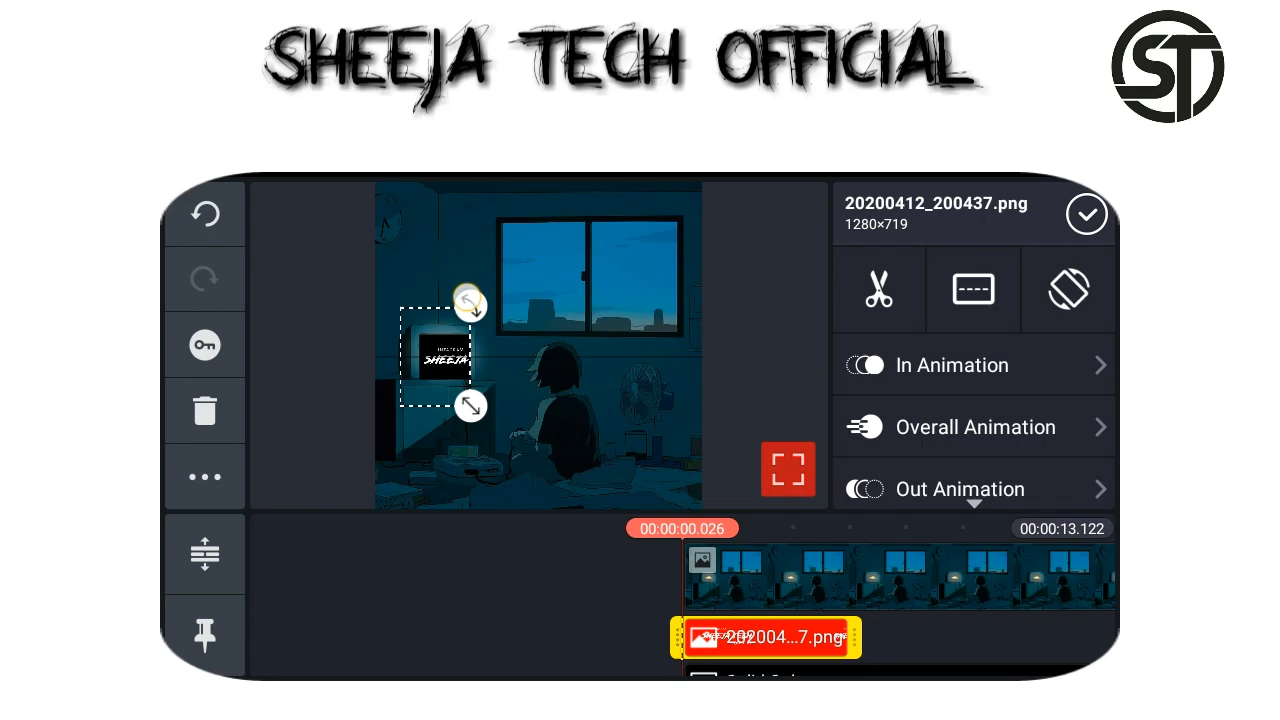 SHEEJA TECH OFFICIAL
ST
20200412_200437.png
1280×719
In Animation
Overall Animation
Out Animation
SHEEJA
00:00:00.026
00:00:13.122
202004...7.png